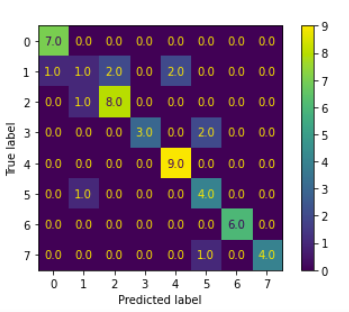 0 7.0 0.0 0.0 0.0 0.0 0.0 0.0 0.0
1 1.0 1.0 2.0 0.0 2.0 0.0 0.0 0.0
2 0.0 1.0 8.0 0.0 0.0 0.0 0.0 0.0
3 0.0 0.0 0.0 3.0 0.0 2.0 0.0 0.0
4 0.0 0.0 0.0 0.0 9.0 0.0 0.0 0.0
5 0.0 1.0 0.0 0.0 0.0 4.0 0.0 0.0
6 0.0 0.0 0.0 0.0 0.0 0.0 6.0 0.0
7 0.0 0.0 0.0 0.0 0.0 1.0 0.0 4.0
0 1 2 3 4 5 6 7
Predicted label
True label
9
8
7
6
5
4
3
2
1
0